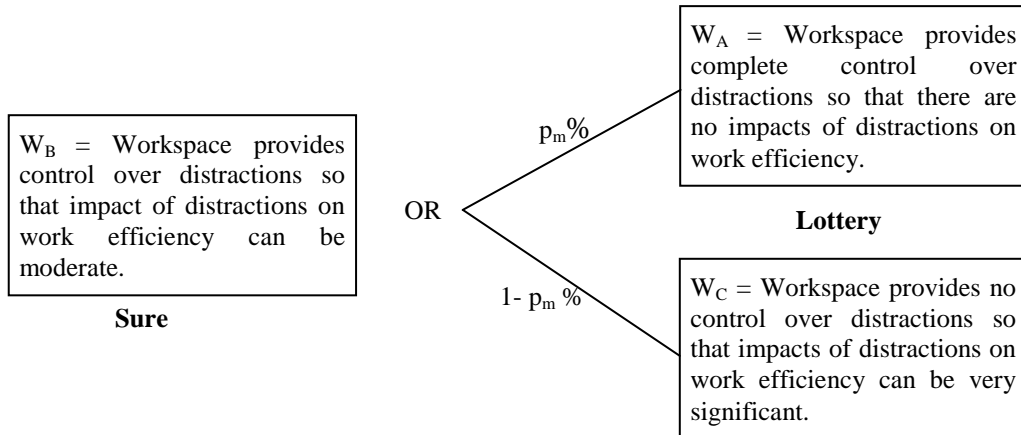 W_B = Workspace provides
control over distractions so
that impact of distractions on
work efficiency can be
moderate.
Sure
OR
p_m%
1- p_m %
W_A = Workspace provides
complete control over
distractions so that there are
no impacts of distractions on
work efficiency.
Lottery
W_C = Workspace provides no
control over distractions so
that impacts of distractions on
work efficiency can be very
significant.